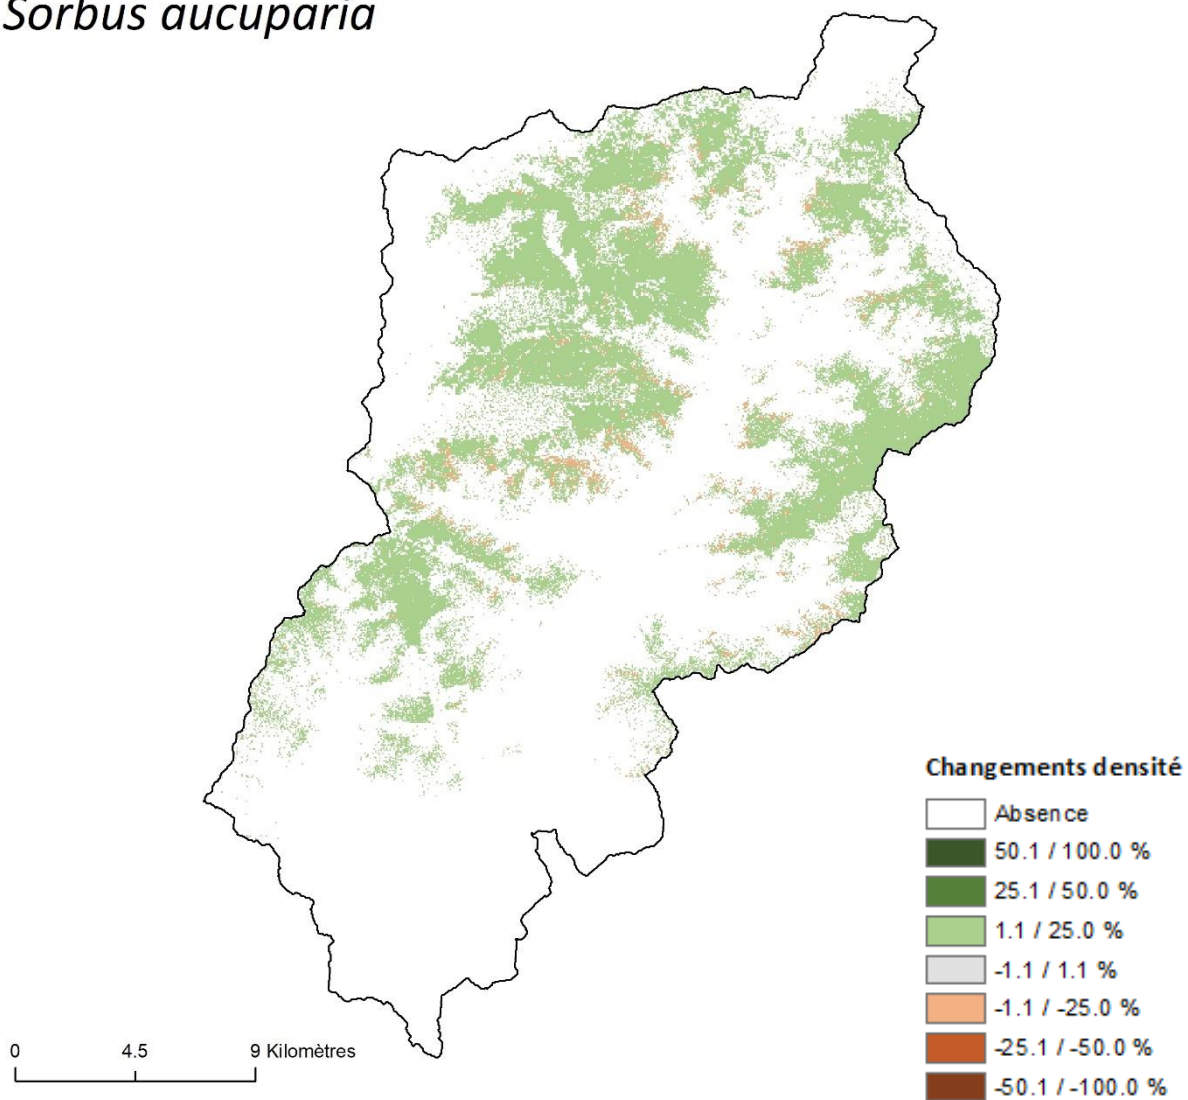 Sorbus aucuparia
Changements densité
Absence
50.1 / 100.0 %
25.1 / 50.0 %
1.1 / 25.0 %
-1.1 / 1.1 %
-1.1 / -25.0 %
-25.1 / -50.0 %
-50.1 / -100.0 %
0 4.5 9 Kilomètres